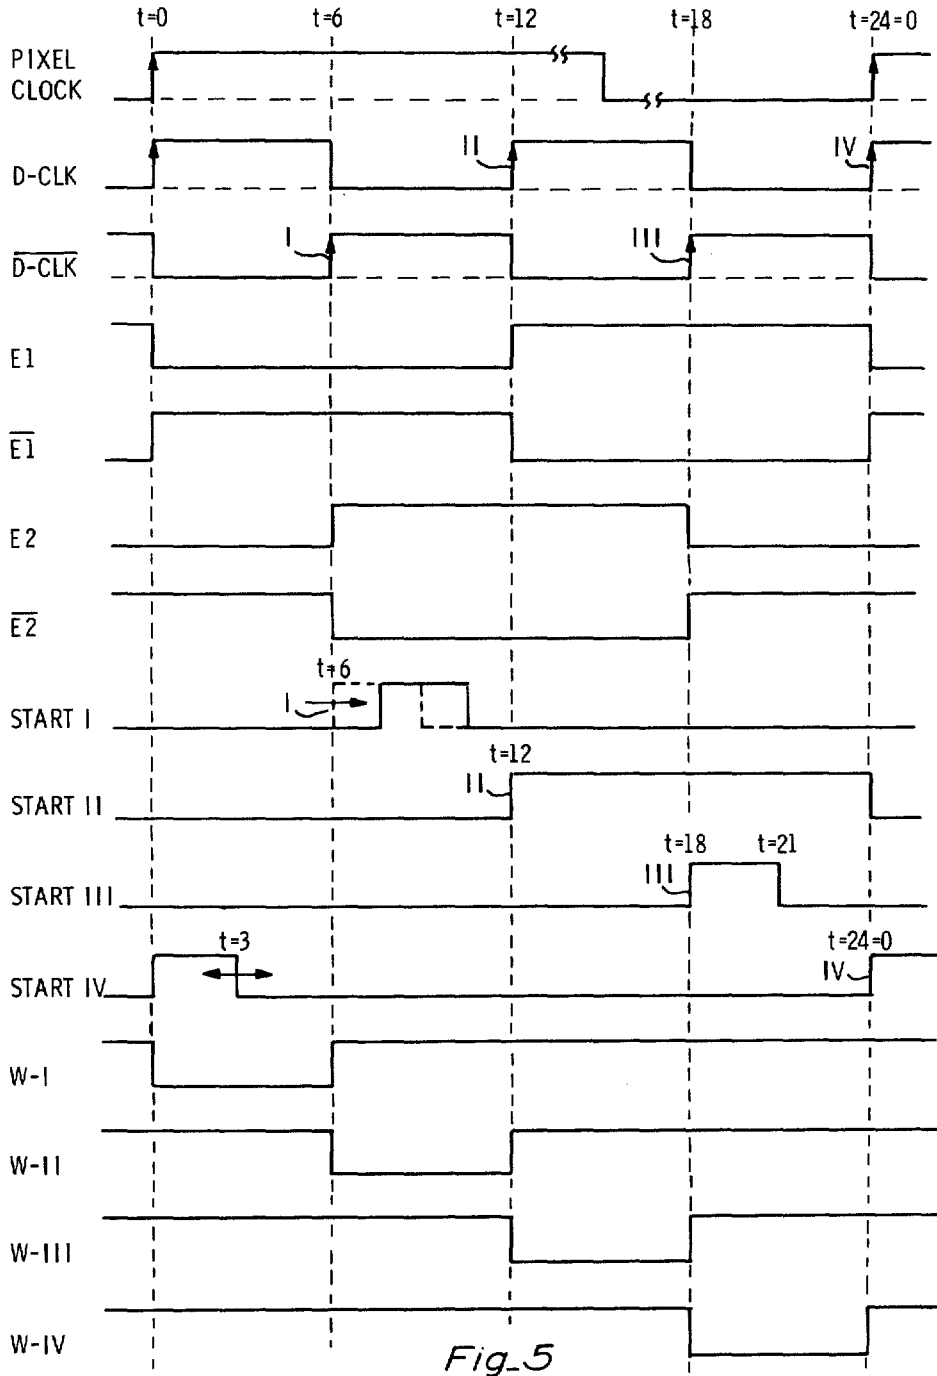 t=0 t=6 t=12 t=18 t=24=0
PIXEL
CLOCK
D-CLK II IV
D-CLK I III
E1
E1
E2
E2
t=6
START I I
t=12
START II II
t=18 t=21
START III III
t=3 t=24=0
START IV IV
W-I
W-II
W-III
W-IV
Fig_5